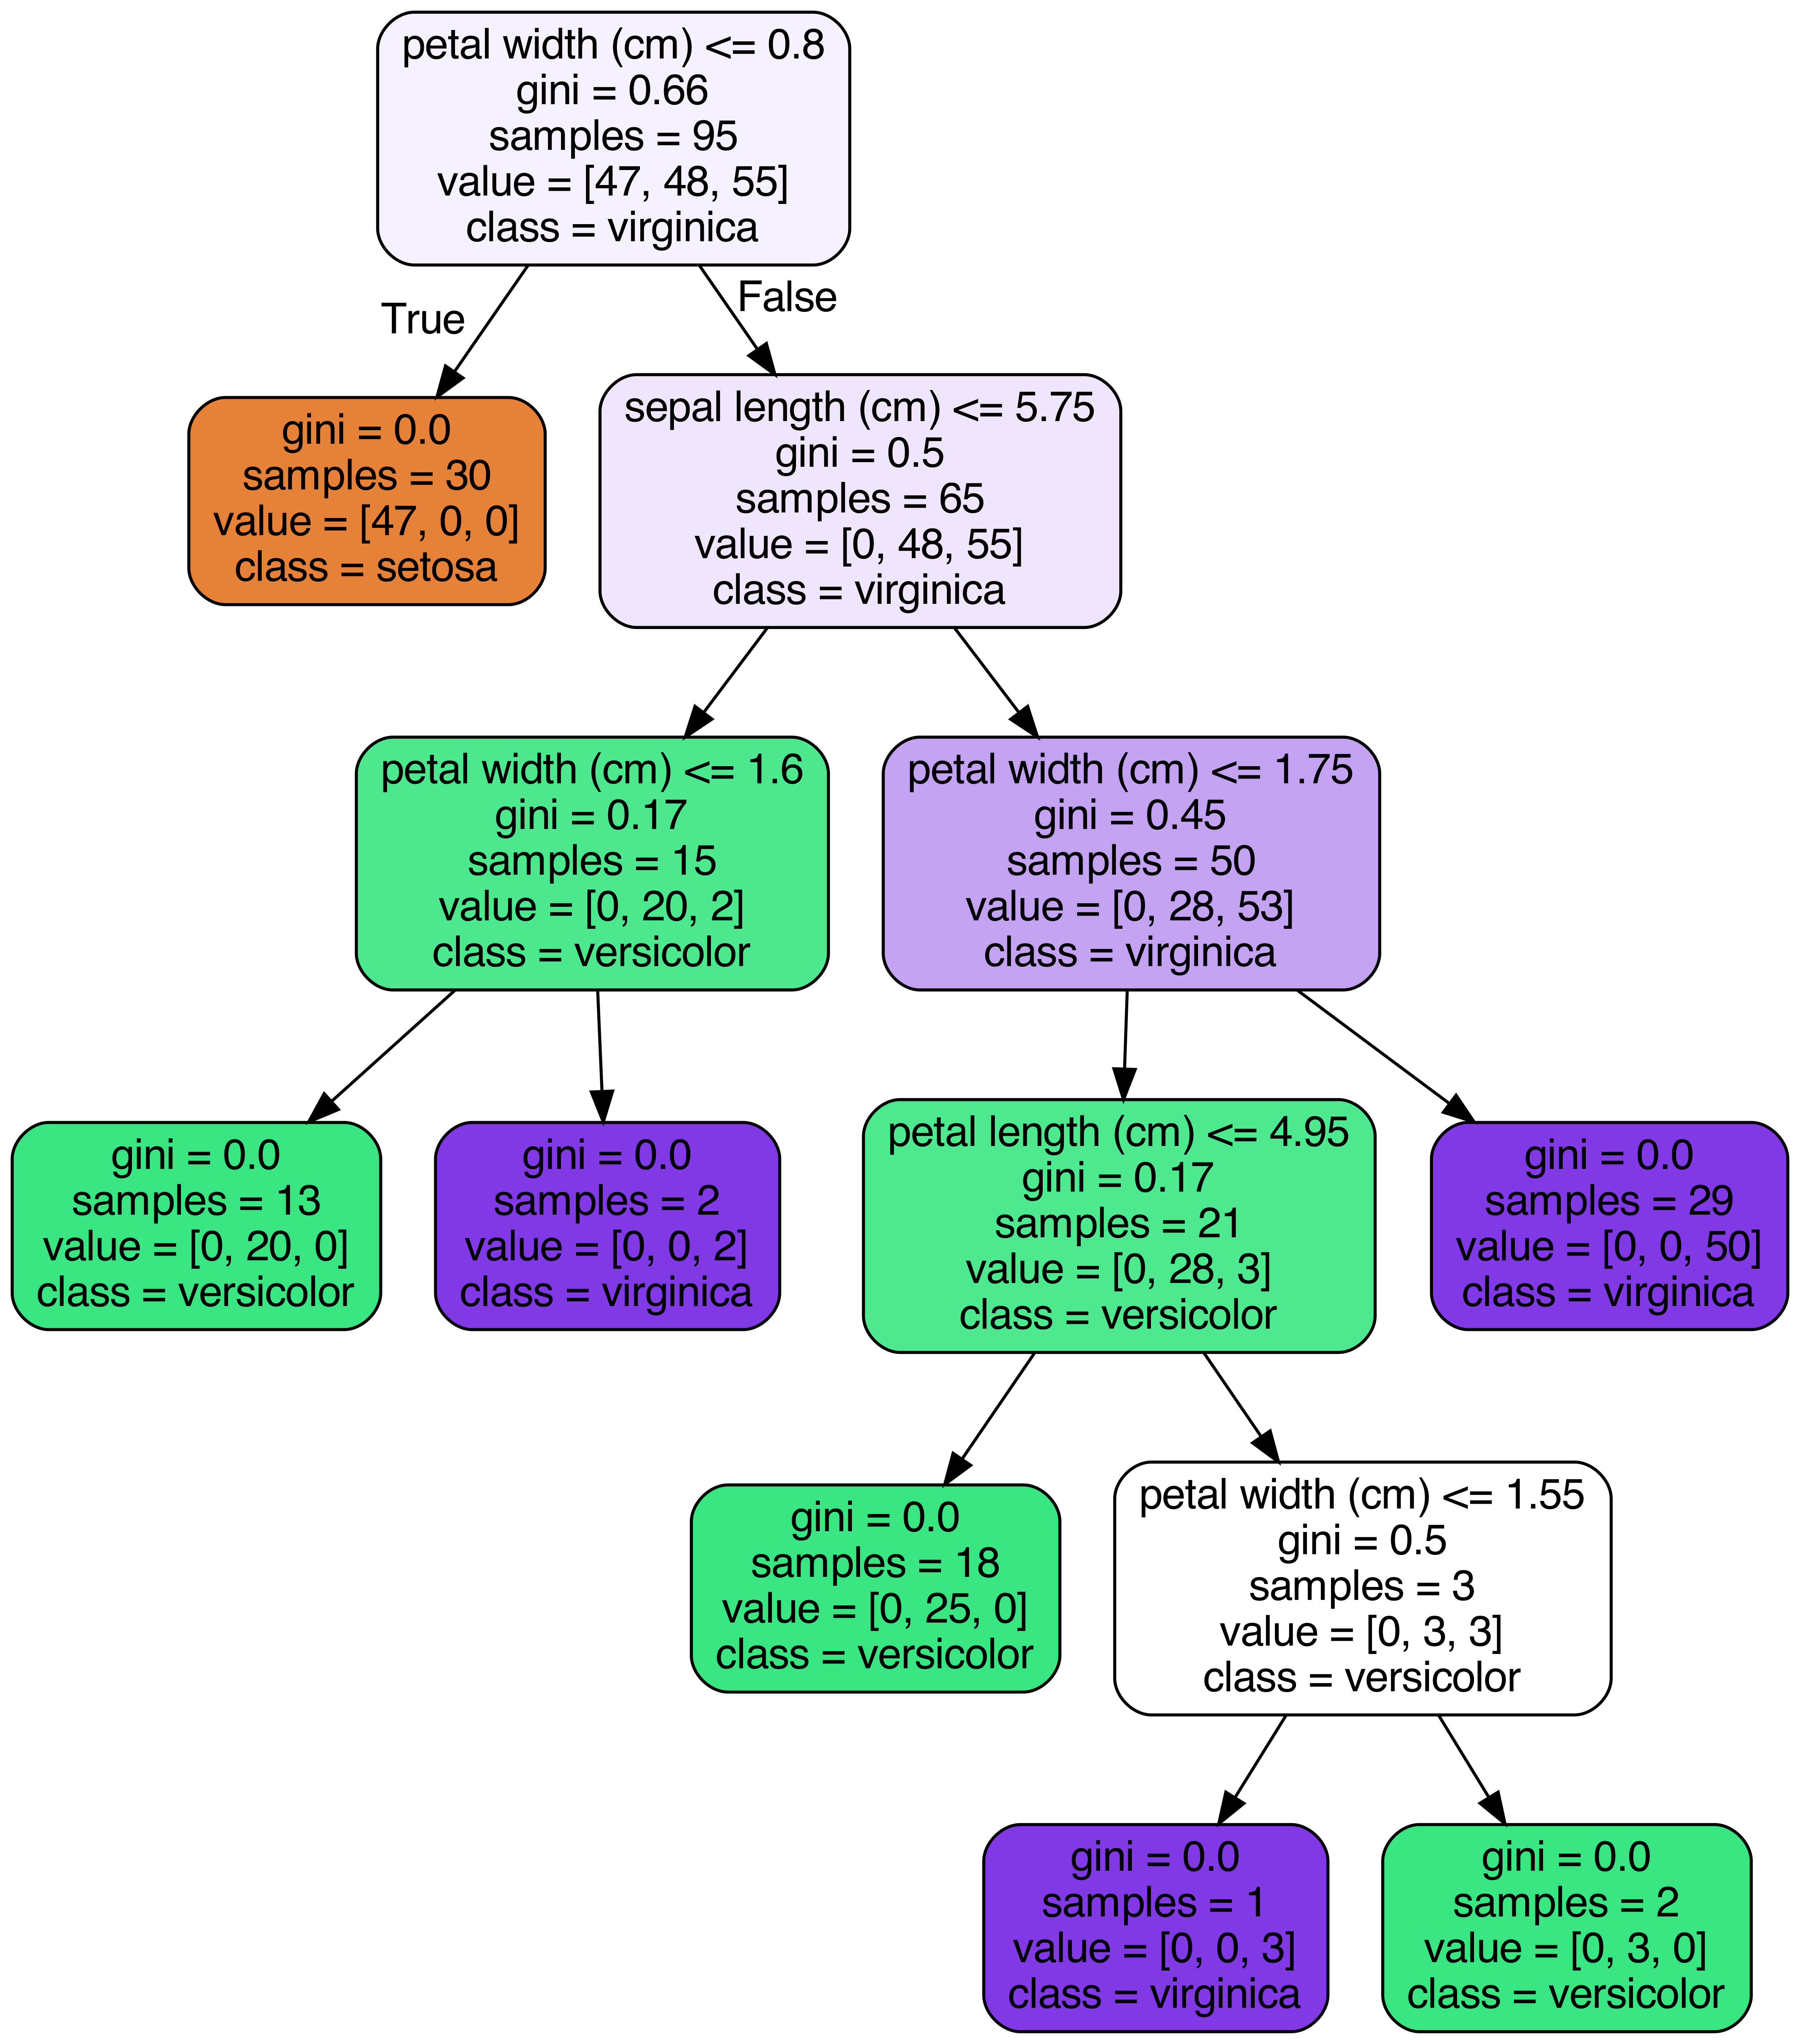 petal width (cm) <= 0.8
gini = 0.66
samples = 95
value = [47, 48, 55]
class = virginica
True
False
gini = 0.0
samples = 30
value = [47, 0, 0]
class = setosa
sepal length (cm) <= 5.75
gini = 0.5
samples = 65
value = [0, 48, 55]
class = virginica
petal width (cm) <= 1.6
gini = 0.17
samples = 15
value = [0, 20, 2]
class = versicolor
petal width (cm) <= 1.75
gini = 0.45
samples = 50
value = [0, 28, 53]
class = virginica
gini = 0.0
samples = 13
value = [0, 20, 0]
class = versicolor
gini = 0.0
samples = 2
value = [0, 0, 2]
class = virginica
petal length (cm) <= 4.95
gini = 0.17
samples = 21
value = [0, 28, 3]
class = versicolor
gini = 0.0
samples = 29
value = [0, 0, 50]
class = virginica
gini = 0.0
samples = 18
value = [0, 25, 0]
class = versicolor
petal width (cm) <= 1.55
gini = 0.5
samples = 3
value = [0, 3, 3]
class = versicolor
gini = 0.0
samples = 1
value = [0, 0, 3]
class = virginica
gini = 0.0
samples = 2
value = [0, 3, 0]
class = versicolor